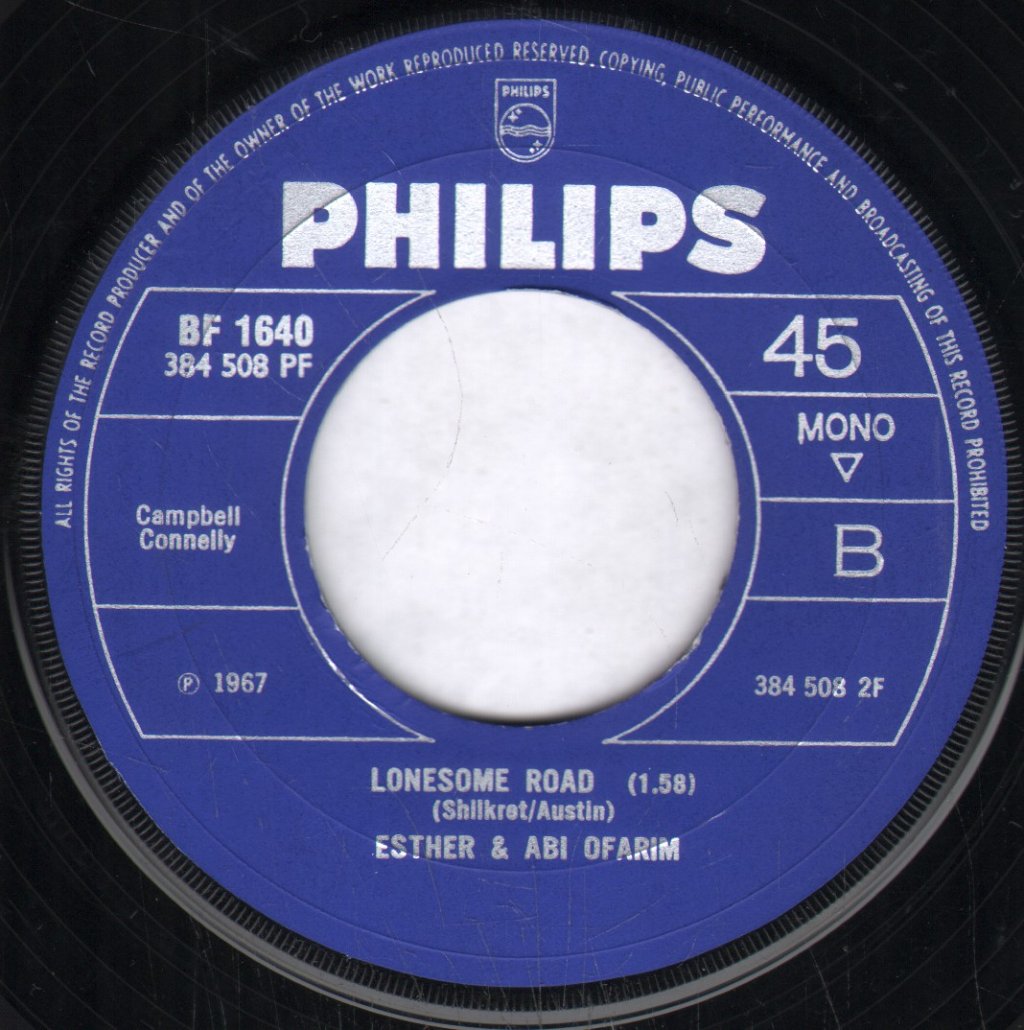 ALL RIGHTS OF THE RECORD PRODUCER AND OF THE OWNER OF THE WORK REPRODUCED RESERVED. COPYING, PUBLIC PERFORMANCE AND BROADCASTING OF THIS RECORD PROHIBITED
PHILIPS
PHILIPS
BF 1640
384 508 PF
45
MONO
Campbell
Connelly
B
℗ 1967
384 508 2F
LONESOME ROAD (1.58)
(Shilkret/Austin)
ESTHER & ABI OFARIM